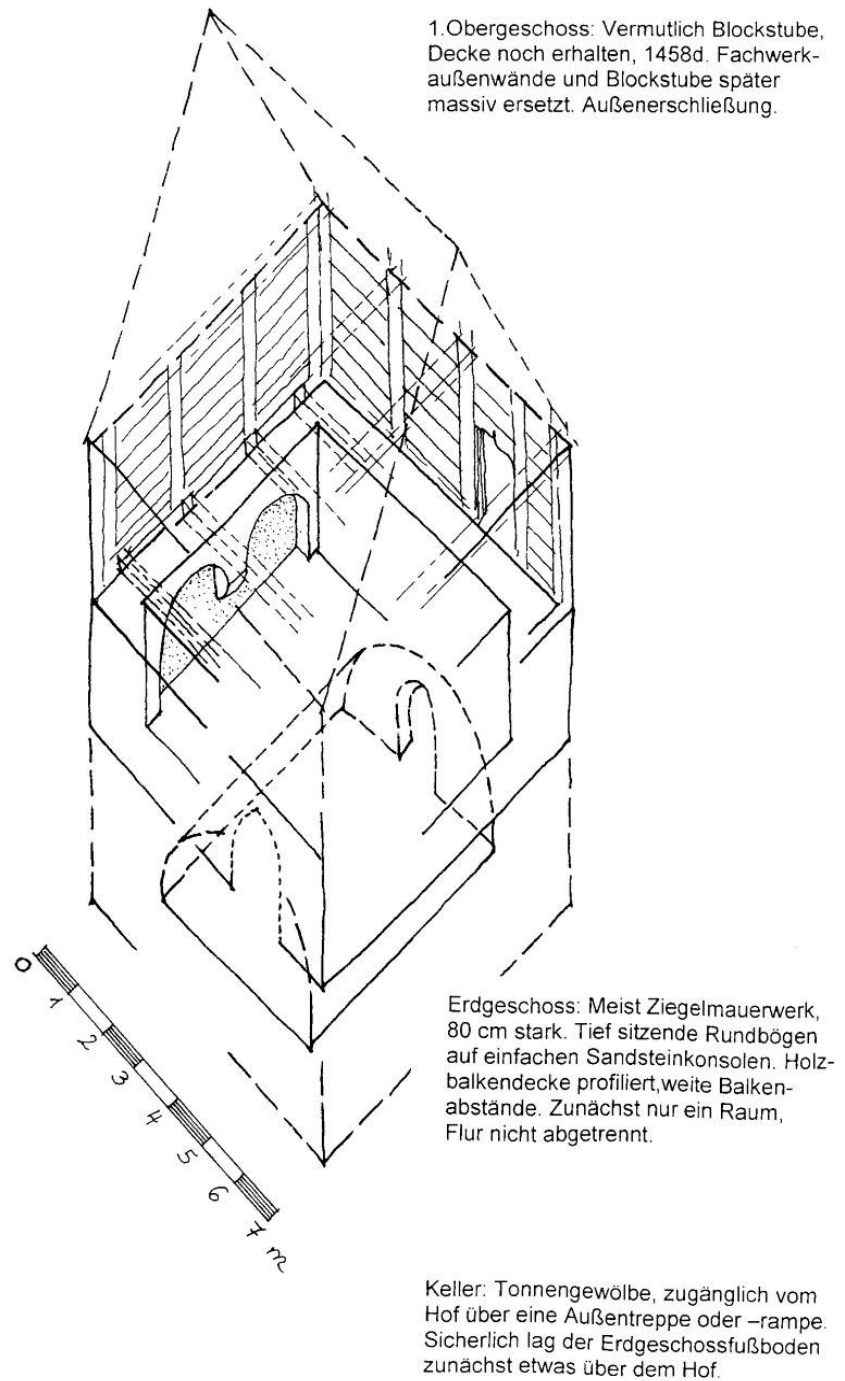 1.Obergeschoss: Vermutlich Blockstube,
Decke noch erhalten, 1458d. Fachwerk-
außenwände und Blockstube später
massiv ersetzt. Außenerschließung.
0
1
2
3
4
5
6
7 m
Erdgeschoss: Meist Ziegelmauerwerk,
80 cm stark. Tief sitzende Rundbögen
auf einfachen Sandsteinkonsolen. Holz-
balkendecke profiliert,weite Balken-
abstände. Zunächst nur ein Raum,
Flur nicht abgetrennt.
Keller: Tonnengewölbe, zugänglich vom
Hof über eine Außentreppe oder –rampe.
Sicherlich lag der Erdgeschossfußboden
zunächst etwas über dem Hof.